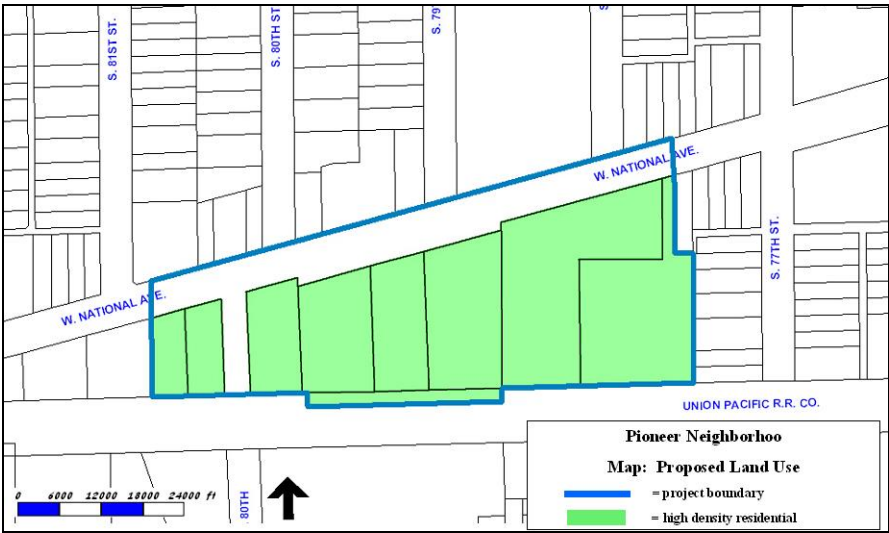 S. 81ST ST.
S. 80TH ST
S. 79
S
W. NATIONAL AVE.
W. NATIONAL AVE.
S. 77TH ST.
UNION PACIFIC R.R. CO.
. 80TH
0 6000 12000 18000 24000 ft
Pioneer Neighborhoo
Map: Proposed Land Use
= project boundary
= high density residential